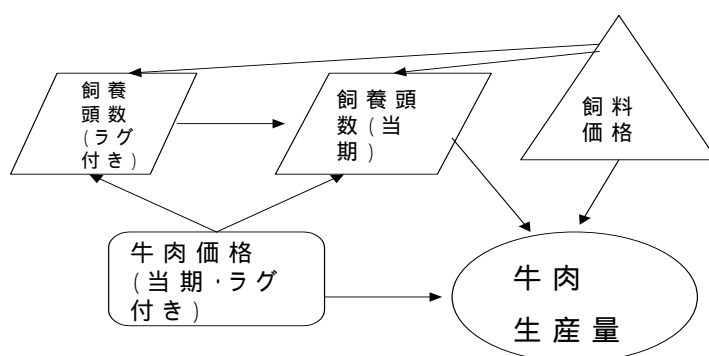 飼養
頭数
(ラグ
付き)
飼養頭
数(当
期)
飼料
価格
牛肉価格
(当期・ラグ
付き)
牛肉
生産量